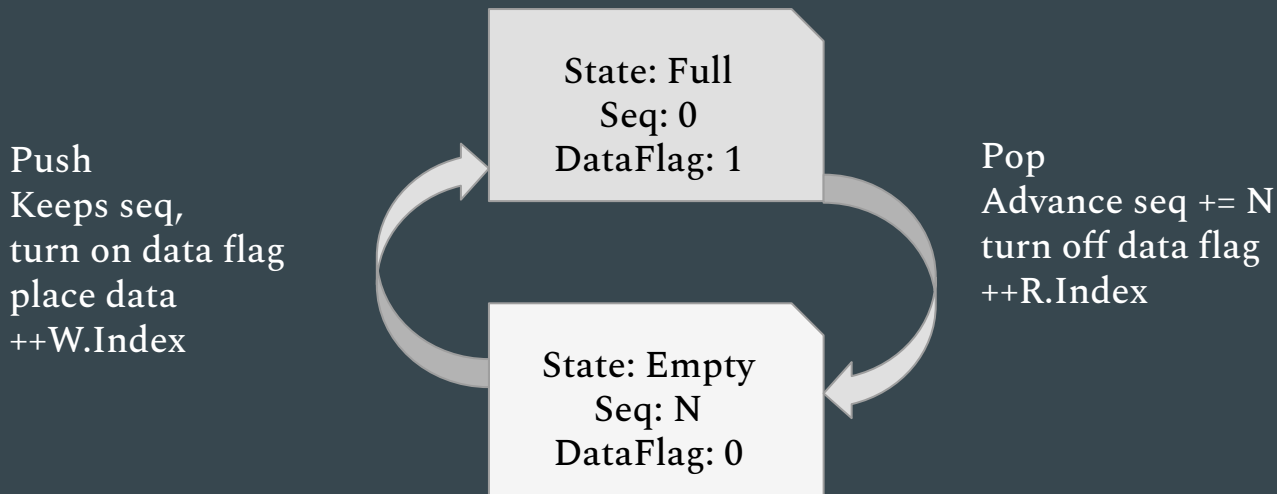 State: Full
Seq: 0
DataFlag: 1
Push
Keeps seq,
turn on data flag
place data
++W.Index
Pop
Advance seq += N
turn off data flag
++R.Index
State: Empty
Seq: N
DataFlag: 0